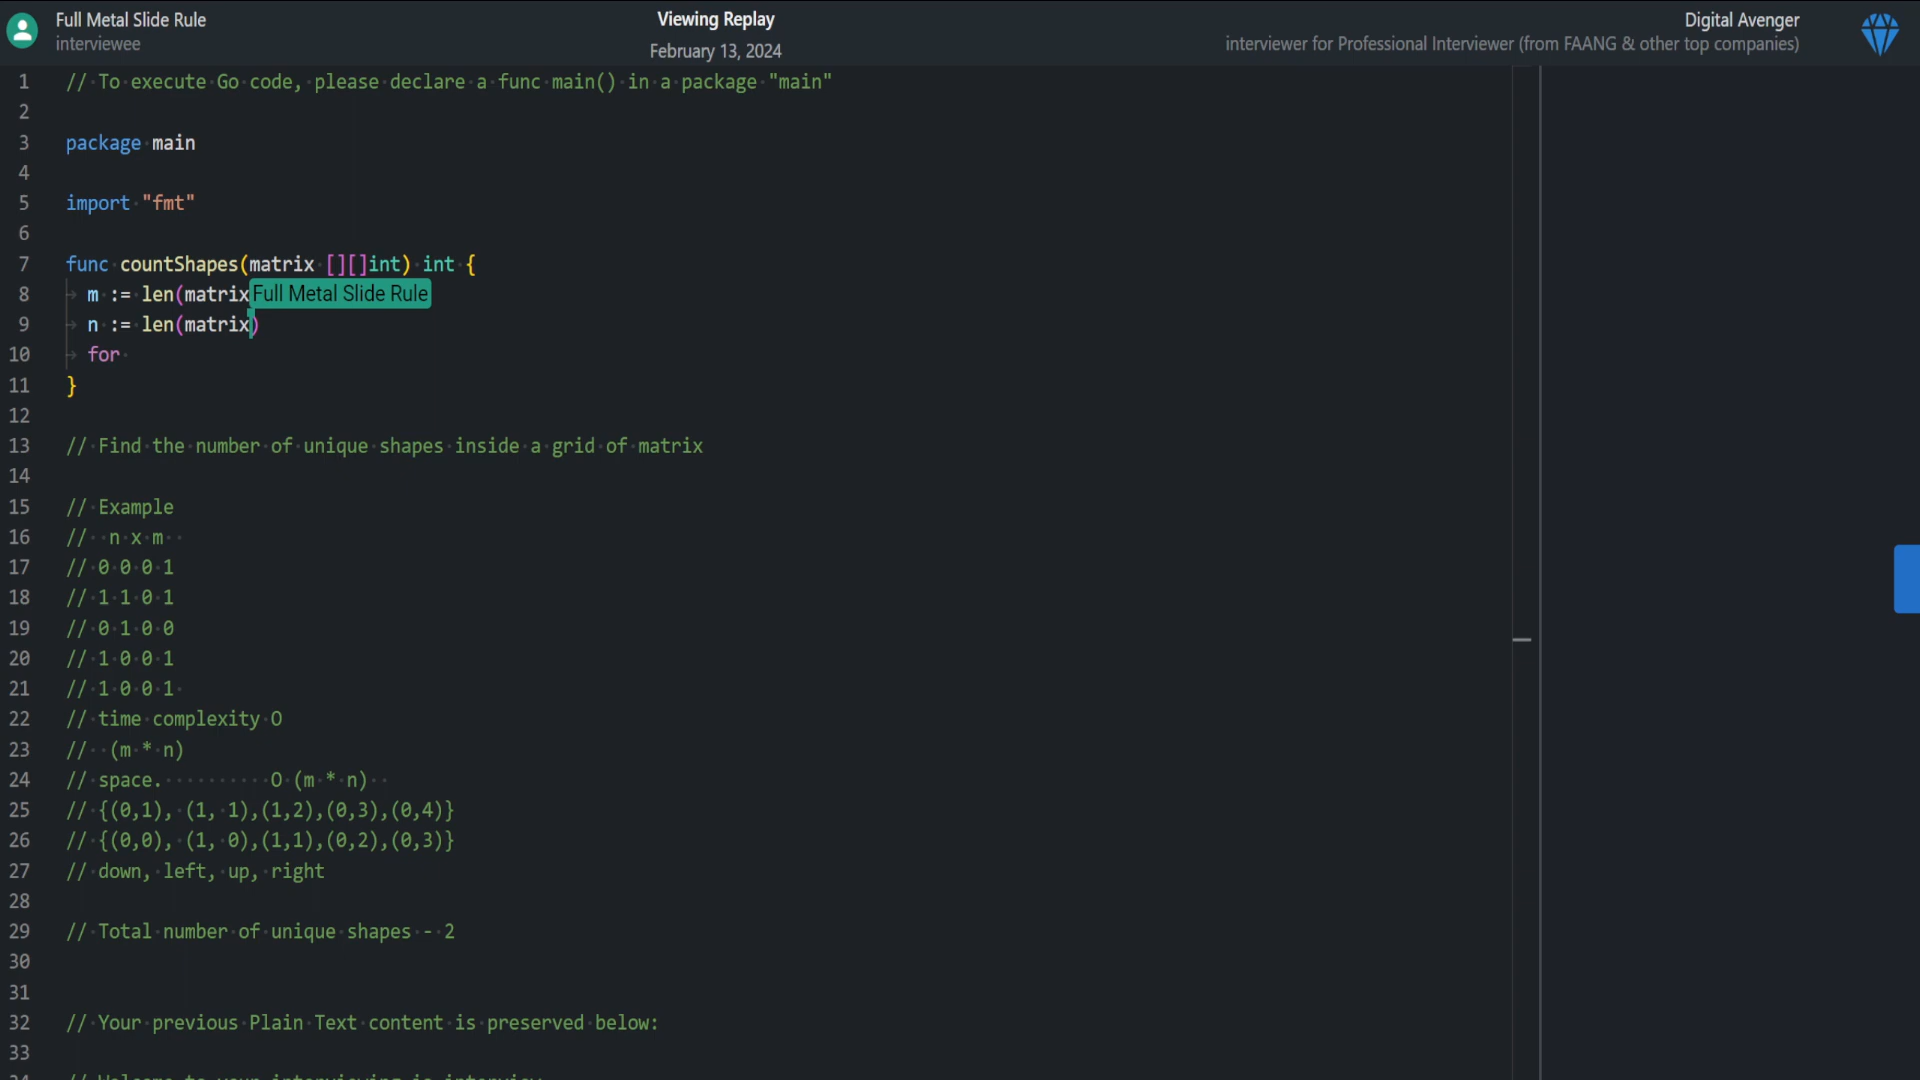 Full Metal Slide Rule
interviewee
Viewing Replay
February 13, 2024
Digital Avenger
interviewer for Professional Interviewer (from FAANG & other top companies)
1 // To execute Go code, please declare a func main() in a package "main"
2
3 package main
4
5 import "fmt"
6
7 func countShapes(matrix [][]int) int {
8 m := len(matrix Full Metal Slide Rule
9 n := len(matrix)
10 for
11 }
12
13 // Find the number of unique shapes inside a grid of matrix
14
15 // Example
16 // n x m
17 // 0 0 0 1
18 // 1 1 0 1
19 // 0 1 0 0
20 // 1 0 0 1
21 // 1 0 0 1
22 // time complexity O
23 // (m * n)
24 // space. O (m * n)
25 // {(0,1), (1, 1),(1,2),(0,3),(0,4)}
26 // {(0,0), (1, 0),(1,1),(0,2),(0,3)}
27 // down, left, up, right
28
29 // Total number of unique shapes - 2
30
31
32 // Your previous Plain Text content is preserved below:
33